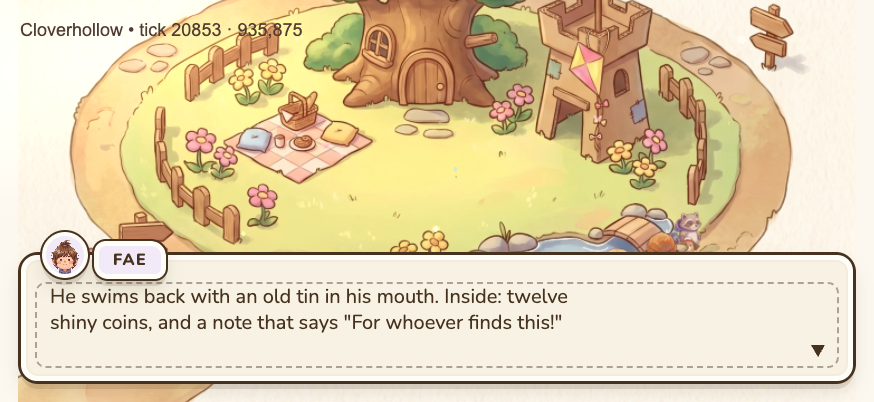 Cloverhollow • tick 20853 · 935,875
FAE
He swims back with an old tin in his mouth. Inside: twelve
shiny coins, and a note that says "For whoever finds this!"